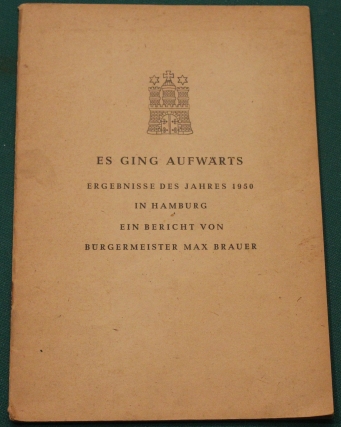 ES GING AUFWÄRTS
ERGEBNISSE DES JAHRES 1950
IN HAMBURG
EIN BERICHT VON
BÜRGERMEISTER MAX BRAUER